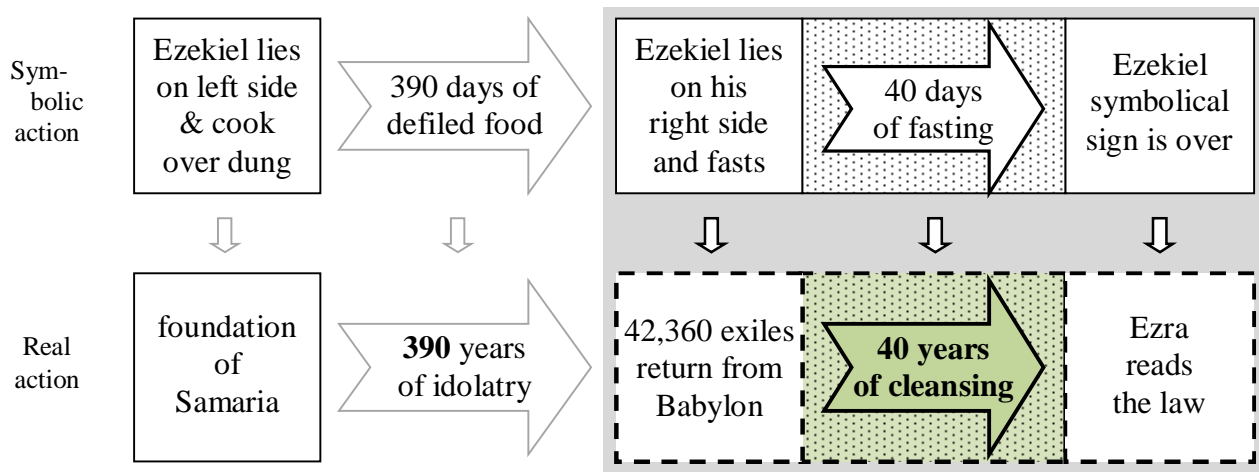 Sym-
bolic
action
Ezekiel lies
on left side
& cook
over dung
390 days of
defiled food
Ezekiel lies
on his
right side
and fasts
40 days
of fasting
Ezekiel
symbolical
sign is over
Real
action
foundation
of
Samaria
390 years
of idolatry
42,360 exiles
return from
Babylon
40 years
of cleansing
Ezra
reads
the law